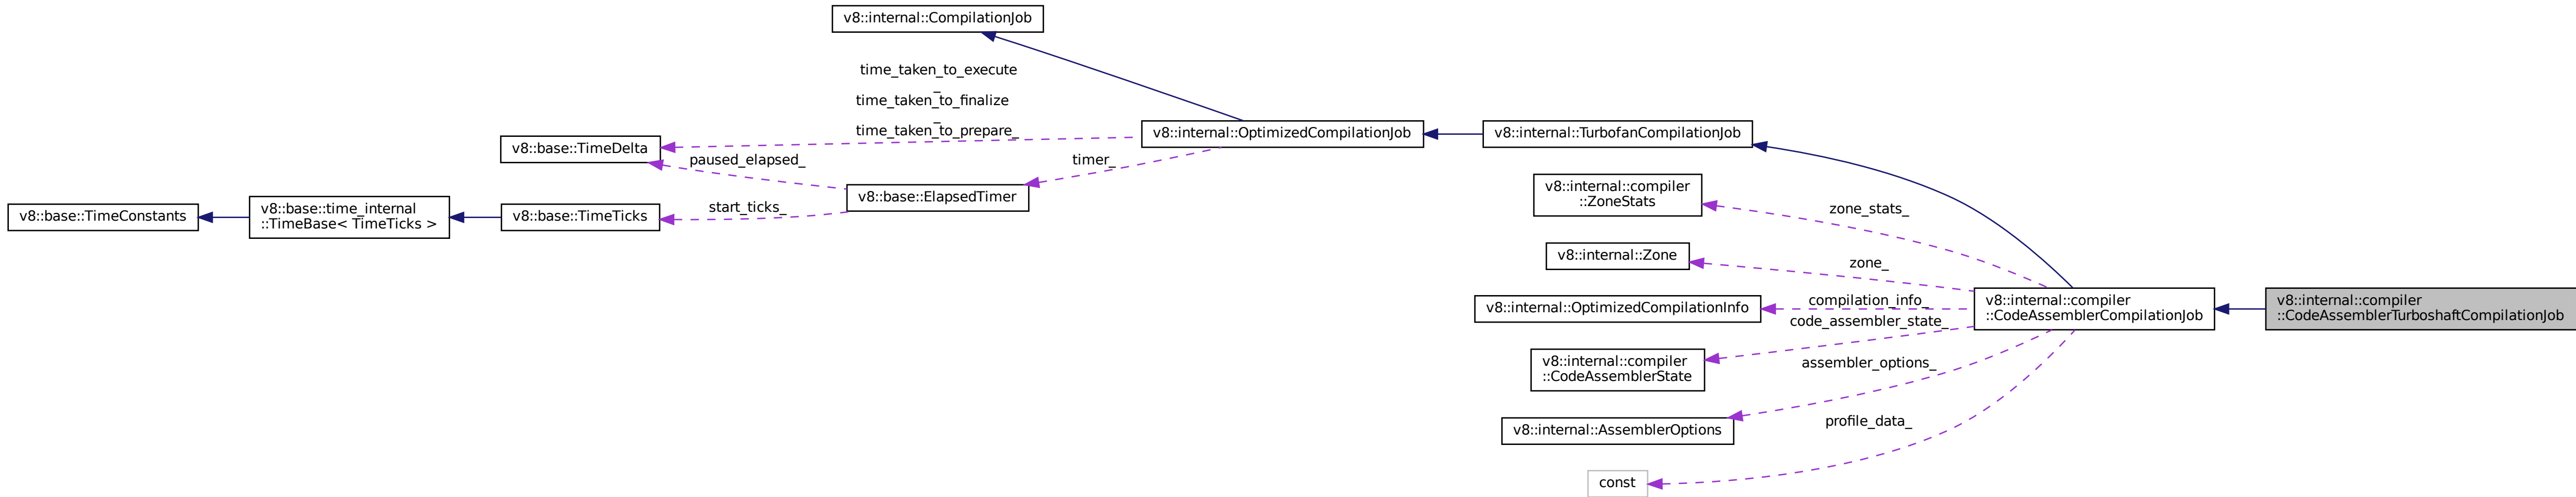 v8::internal::CompilationJob
time_taken_to_execute
_
time_taken_to_finalize
_
time_taken_to_prepare_
v8::base::TimeDelta
paused_elapsed_
timer_
v8::internal::OptimizedCompilationJob
v8::internal::TurbofanCompilationJob
v8::base::TimeConstants
v8::base::time_internal
::TimeBase< TimeTicks >
v8::base::TimeTicks
start_ticks_
v8::base::ElapsedTimer
v8::internal::compiler
::ZoneStats
zone_stats_
v8::internal::Zone
zone_
v8::internal::OptimizedCompilationInfo
compilation_info_
code_assembler_state_
v8::internal::compiler
::CodeAssemblerState
assembler_options_
v8::internal::AssemblerOptions
profile_data_
const
v8::internal::compiler
::CodeAssemblerCompilationJob
v8::internal::compiler
::CodeAssemblerTurboshaftCompilationJob